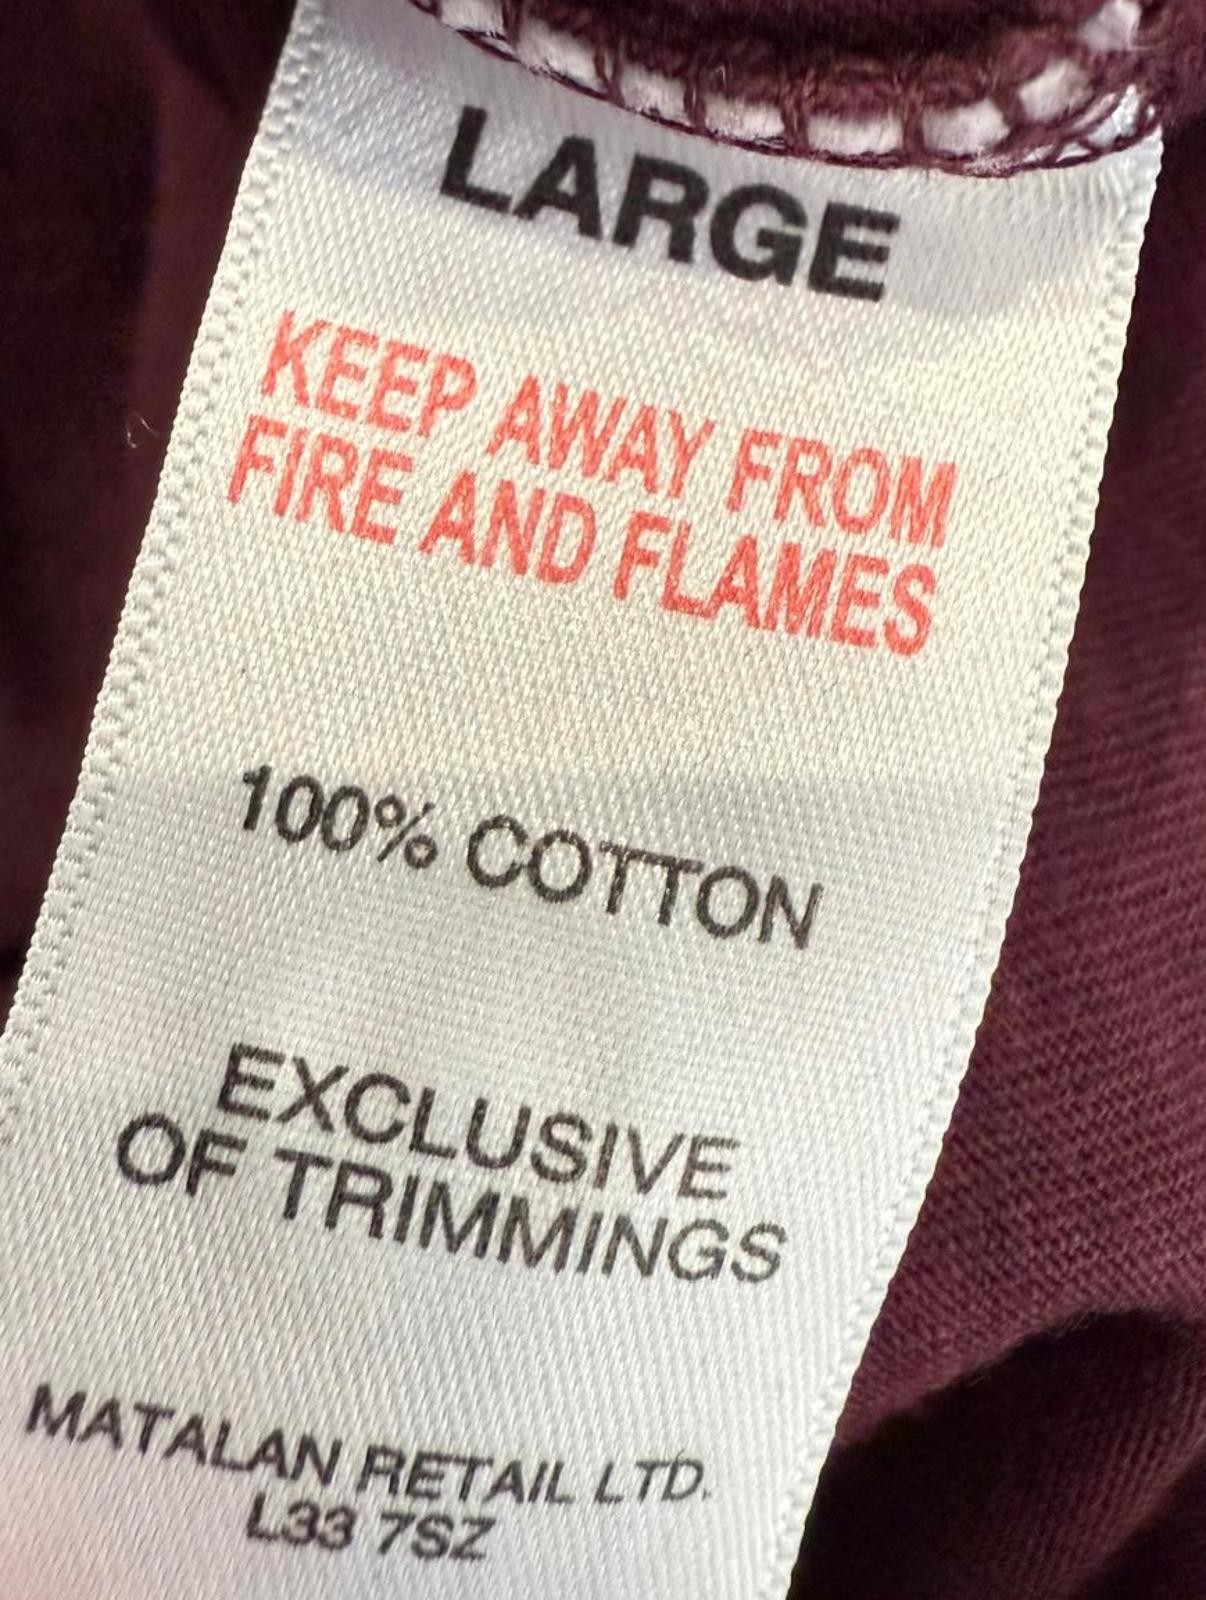 LARGE
KEEP AWAY FROM
FIRE AND FLAMES
100% COTTON
EXCLUSIVE
OF TRIMMINGS
MATALAN RETAIL LTD.
L33 7SZ